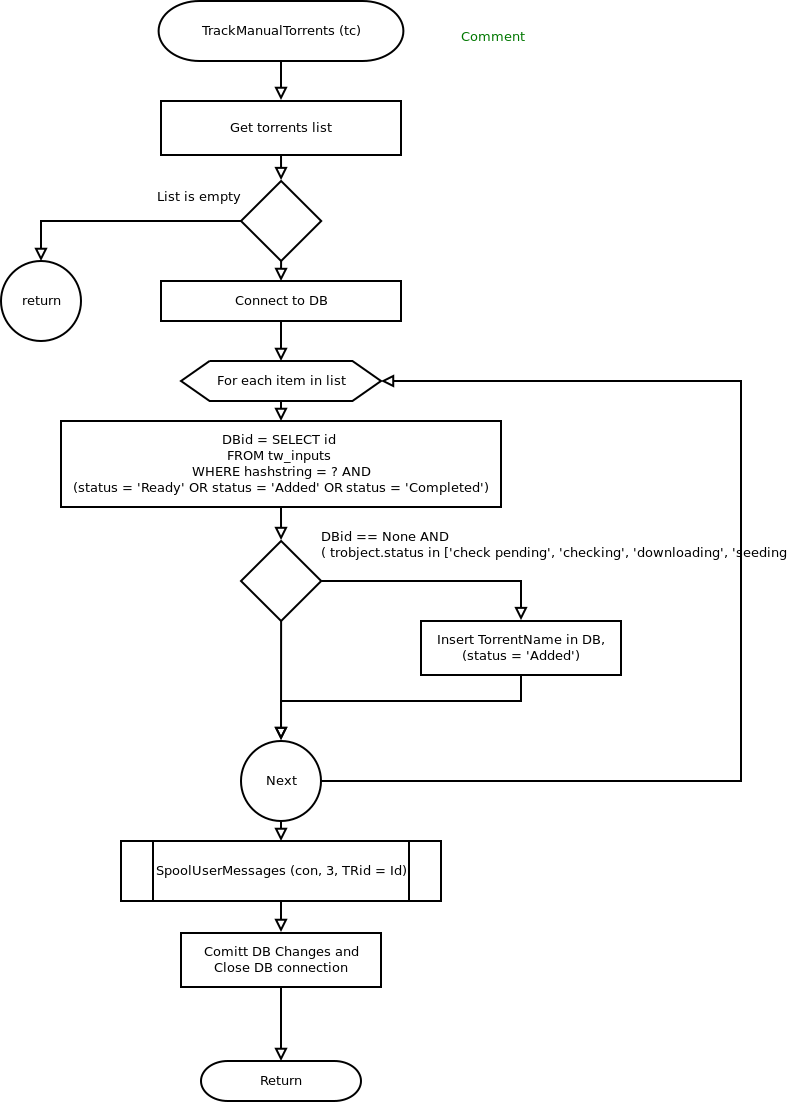 TrackManualTorrents (tc)
Comment
Get torrents list
List is empty
return
Connect to DB
For each item in list
DBid = SELECT id
FROM tw_inputs
WHERE hashstring = ? AND
(status = 'Ready' OR status = 'Added' OR status = 'Completed')
DBid == None AND
( trobject.status in ['check pending', 'checking', 'downloading', 'seeding
Insert TorrentName in DB,
(status = 'Added')
Next
SpoolUserMessages (con, 3, TRid = Id)
Comitt DB Changes and
Close DB connection
Return